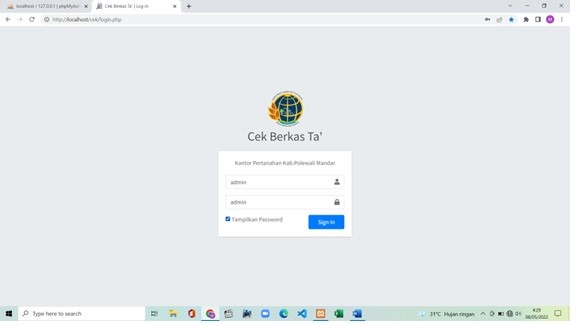 localhost / 127.0.0.1 | phpMyAdm
Cek Berkas Ta' | Log in
http://localhost/cek/login.php
M
Cek Berkas Ta'
Kantor Pertanahan Kab.Polewali Mandar
admin
admin
Tampilkan Password
Sign In
Type here to search
31°C Hujan ringan
4:29
08/05/2022